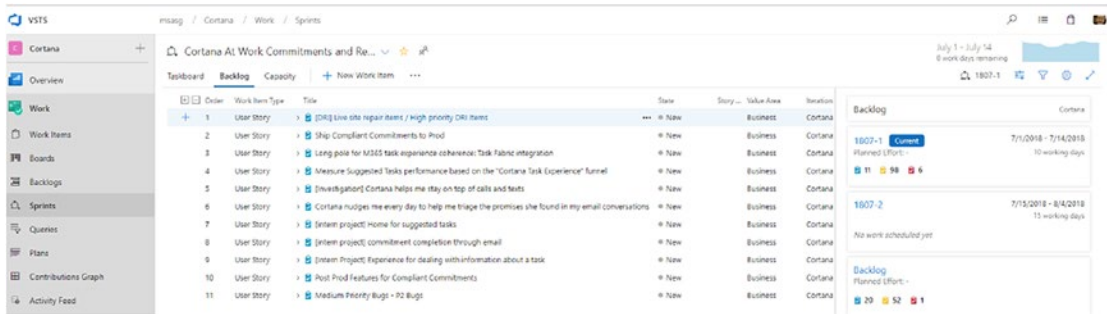 VSTS
msasg / Cortana / Work / Sprints
C Cortana
Cortana At Work Commitments and Re...
July 1 - July 14
0 work days remaining
Overview
Taskboard Backlog Capacity + New Work Item ...
1807-1
Work
Order Work Item Type Title State Story ... Value Area Iteration
Backlog Cortana
1 User Story [DRI] Live site repair items / High priority DRI Items ... New Business Cortana
Work Items
2 User Story Ship Compliant Commitments to Prod New Business Cortana
1807-1 Current 7/1/2018 - 7/14/2018
Planned Effort: - 10 working days
Boards
3 User Story Long pole for M365 task experience coherence: Task Fabric integration New Business Cortana
4 User Story Measure Suggested Tasks performance based on the "Cortana Task Experience" funnel New Business Cortana
11 98 6
Backlogs
5 User Story [Investigation] Cortana helps me stay on top of calls and texts New Business Cortana
Sprints
6 User Story Cortana nudges me every day to help me triage the promises she found in my email conversations New Business Cortana
1807-2 7/15/2018 - 8/4/2018
15 working days
Queries
7 User Story [intern project] Home for suggested tasks New Business Cortana
No work scheduled yet
Plans
8 User Story [intern project] commitment completion through email New Business Cortana
9 User Story [Intern Project] Experience for dealing with information about a task New Business Cortana
Backlog
Planned Effort: -
Contributions Graph
10 User Story Post Prod Features for Compliant Commitments New Business Cortana
Activity Feed
11 User Story Medium Priority Bugs - P2 Bugs New Business Cortana
20 52 1